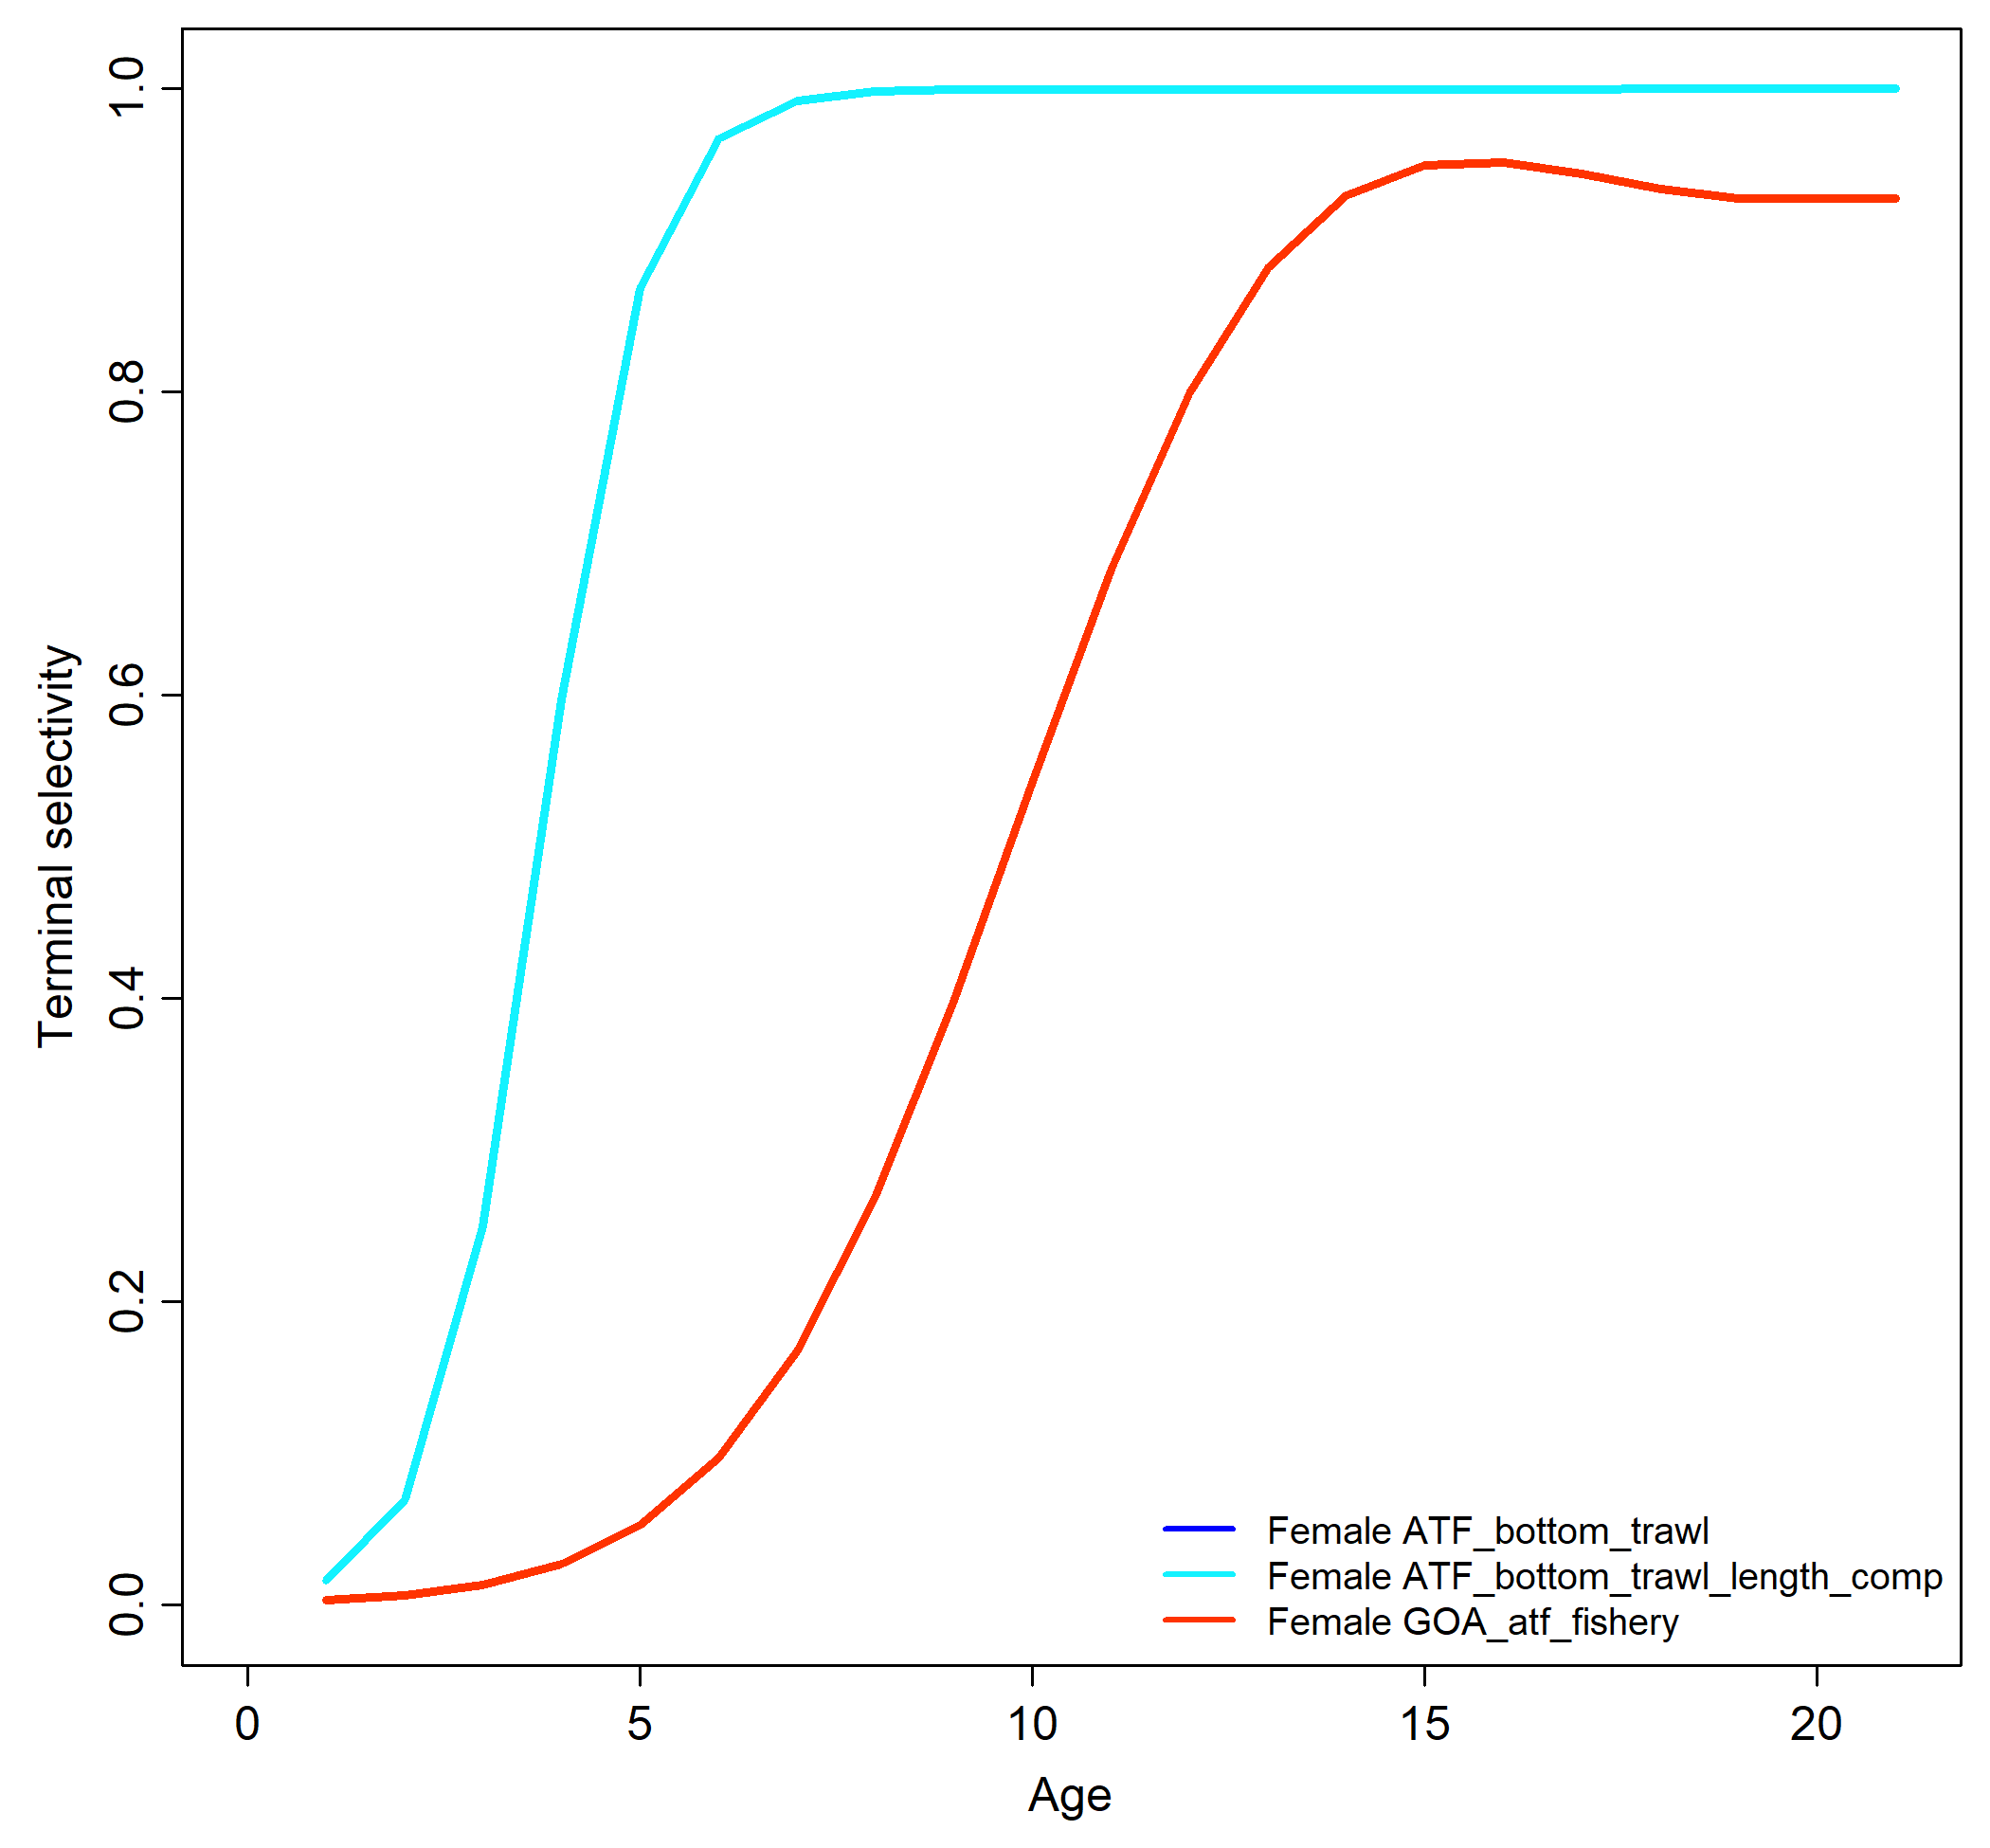 Terminal selectivity
1.0
0.8
0.6
0.4
0.2
0.0
Female ATF_bottom_trawl
Female ATF_bottom_trawl_length_comp
Female GOA_atf_fishery
0 5 10 15 20
Age